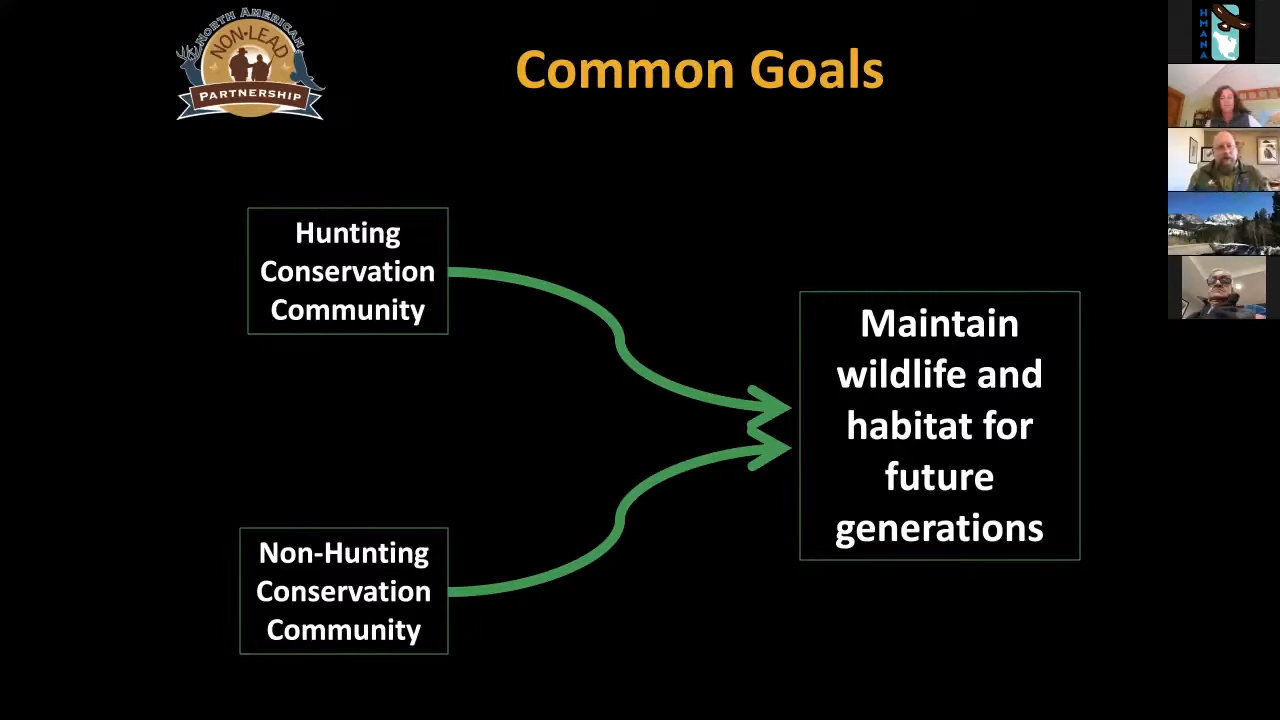 NORTH AMERICAN
NON-LEAD
PARTNERSHIP
Common Goals
HMANA
Hunting
Conservation
Community
Maintain
wildlife and
habitat for
future
generations
Non-Hunting
Conservation
Community